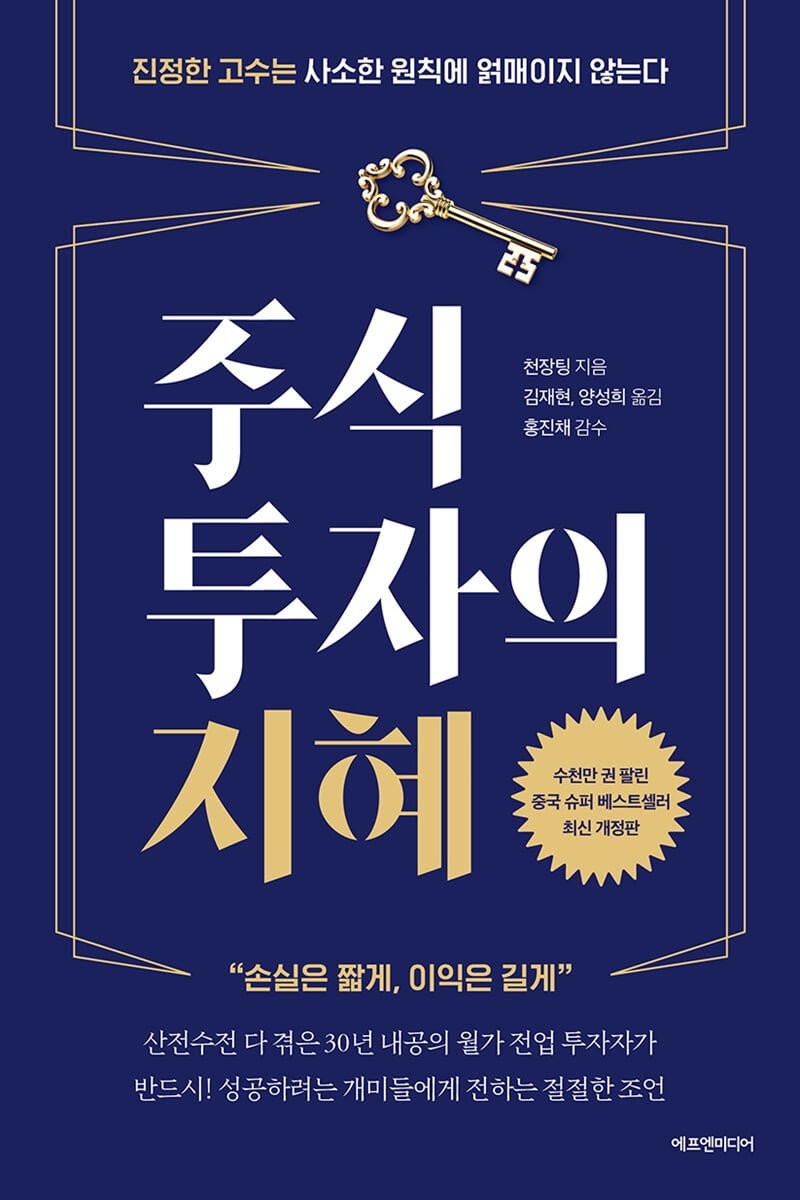 진정한 고수는 사소한 원칙에 얽매이지 않는다
주식
투자의
지혜
천장팅 지음
김재현, 양성희 옮김
홍진채 감수
수천만 권 팔린
중국 슈퍼 베스트셀러
최신 개정판
“손실은 짧게, 이익은 길게”
산전수전 다 겪은 30년 내공의 월가 전업 투자자가
반드시! 성공하려는 개미들에게 전하는 절절한 조언
에프엔미디어